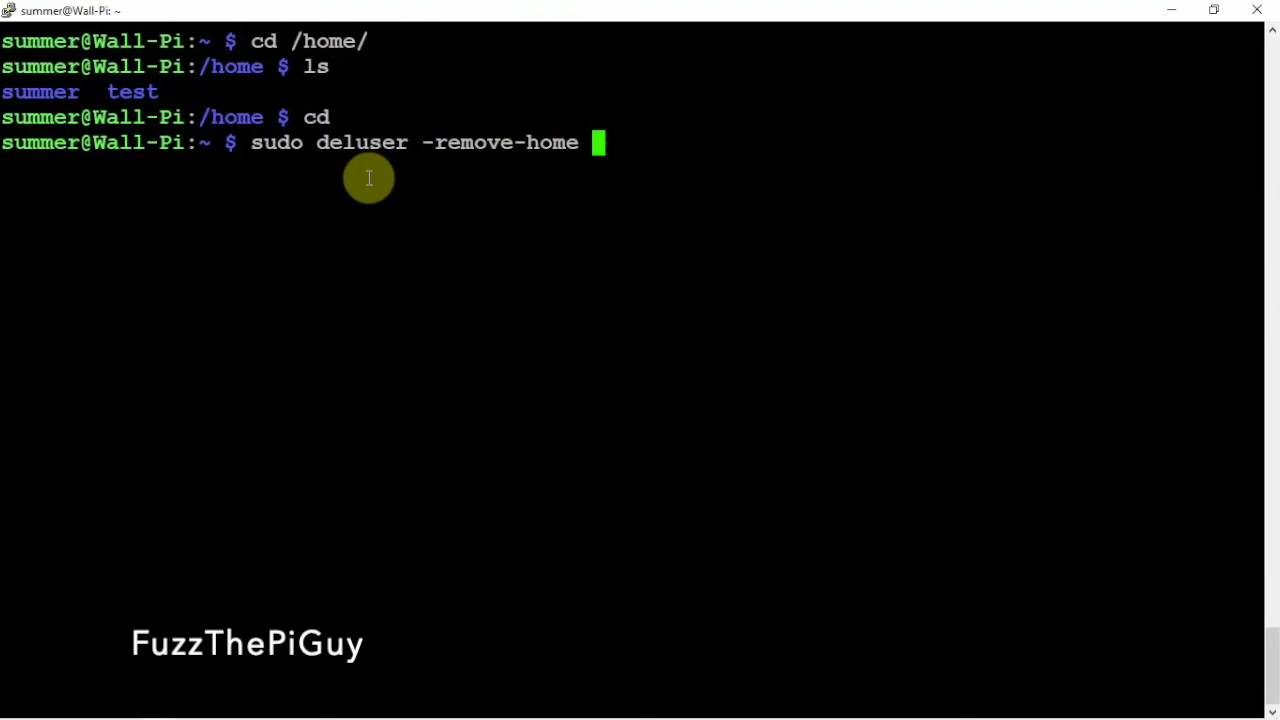 summer@Wall-Pi: ~
summer@Wall-Pi:~ $ cd /home/
summer@Wall-Pi:/home $ ls
summer  test
summer@Wall-Pi:/home $ cd
summer@Wall-Pi:~ $ sudo deluser -remove-home
FuzzThePiGuy